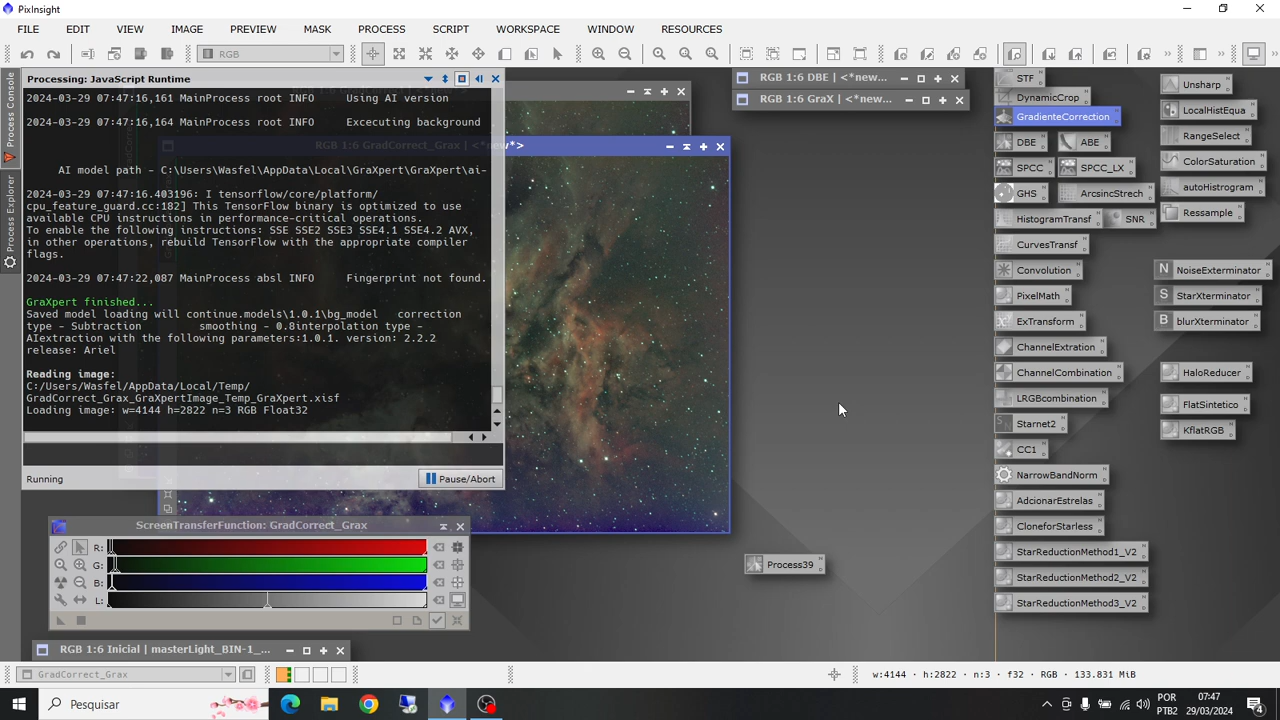 PixInsight
FILE EDIT VIEW IMAGE PREVIEW MASK PROCESS SCRIPT WORKSPACE WINDOW RESOURCES
RGB
Process Console
Process Explorer
Processing: JavaScript Runtime
2024-03-29 07:47:16,161 MainProcess root INFO Using AI version
2024-03-29 07:47:16,164 MainProcess root INFO Excecuting background
AI model path - C:\Users\Wasfel\AppData\Local\GraXpert\GraXpert\ai-
2024-03-29 07:47:16.403196: I tensorflow/core/platform/
cpu_feature_guard.cc:182] This TensorFlow binary is optimized to use
available CPU instructions in performance-critical operations.
To enable the following instructions: SSE SSE2 SSE3 SSE4.1 SSE4.2 AVX,
in other operations, rebuild TensorFlow with the appropriate compiler
flags.
2024-03-29 07:47:22,087 MainProcess absl INFO Fingerprint not found.
GraXpert finished...
Saved model loading will continue.models\1.0.1\bg_model correction
type - Subtraction smoothing - 0.8interpolation type -
AIextraction with the following parameters:1.0.1. version: 2.2.2
release: Ariel
Reading image:
C:/Users/Wasfel/AppData/Local/Temp/
GradCorrect_Grax_GraXpertImage_Temp_GraXpert.xisf
Loading image: w=4144 h=2822 n=3 RGB Float32
Running
Pause/Abort
RGB 1:6 GradCorrect_Grax | <*new*>
RGB 1:6 DBE | <*new...
RGB 1:6 GraX | <*new...
ScreenTransferFunction: GradCorrect_Grax
R:
G:
B:
L:
RGB 1:6 Inicial | masterLight_BIN-1_...
Process39
STF
DynamicCrop
GradienteCorrection
DBE ABE
SPCC SPCC_LX
GHS ArcsincStrech
HistogramTransf SNR
CurvesTransf
Convolution
PixelMath
ExTransform
ChannelExtration
ChannelCombination
LRGBcombination
Starnet2
CC1
NarrowBandNorm
AdcionarEstrelas
CloneforStarless
StarReductionMethod1_V2
StarReductionMethod2_V2
StarReductionMethod3_V2
Unsharp
LocalHistEqua
RangeSelect
ColorSaturation
autoHistogram
Ressample
NoiseExterminator
StarXterminator
blurXterminator
HaloReducer
FlatSintetico
KflatRGB
GradCorrect_Grax
w:4144 · h:2822 · n:3 · f32 · RGB · 133.831 MiB
Pesquisar
POR
PTB2
07:47
29/03/2024
4